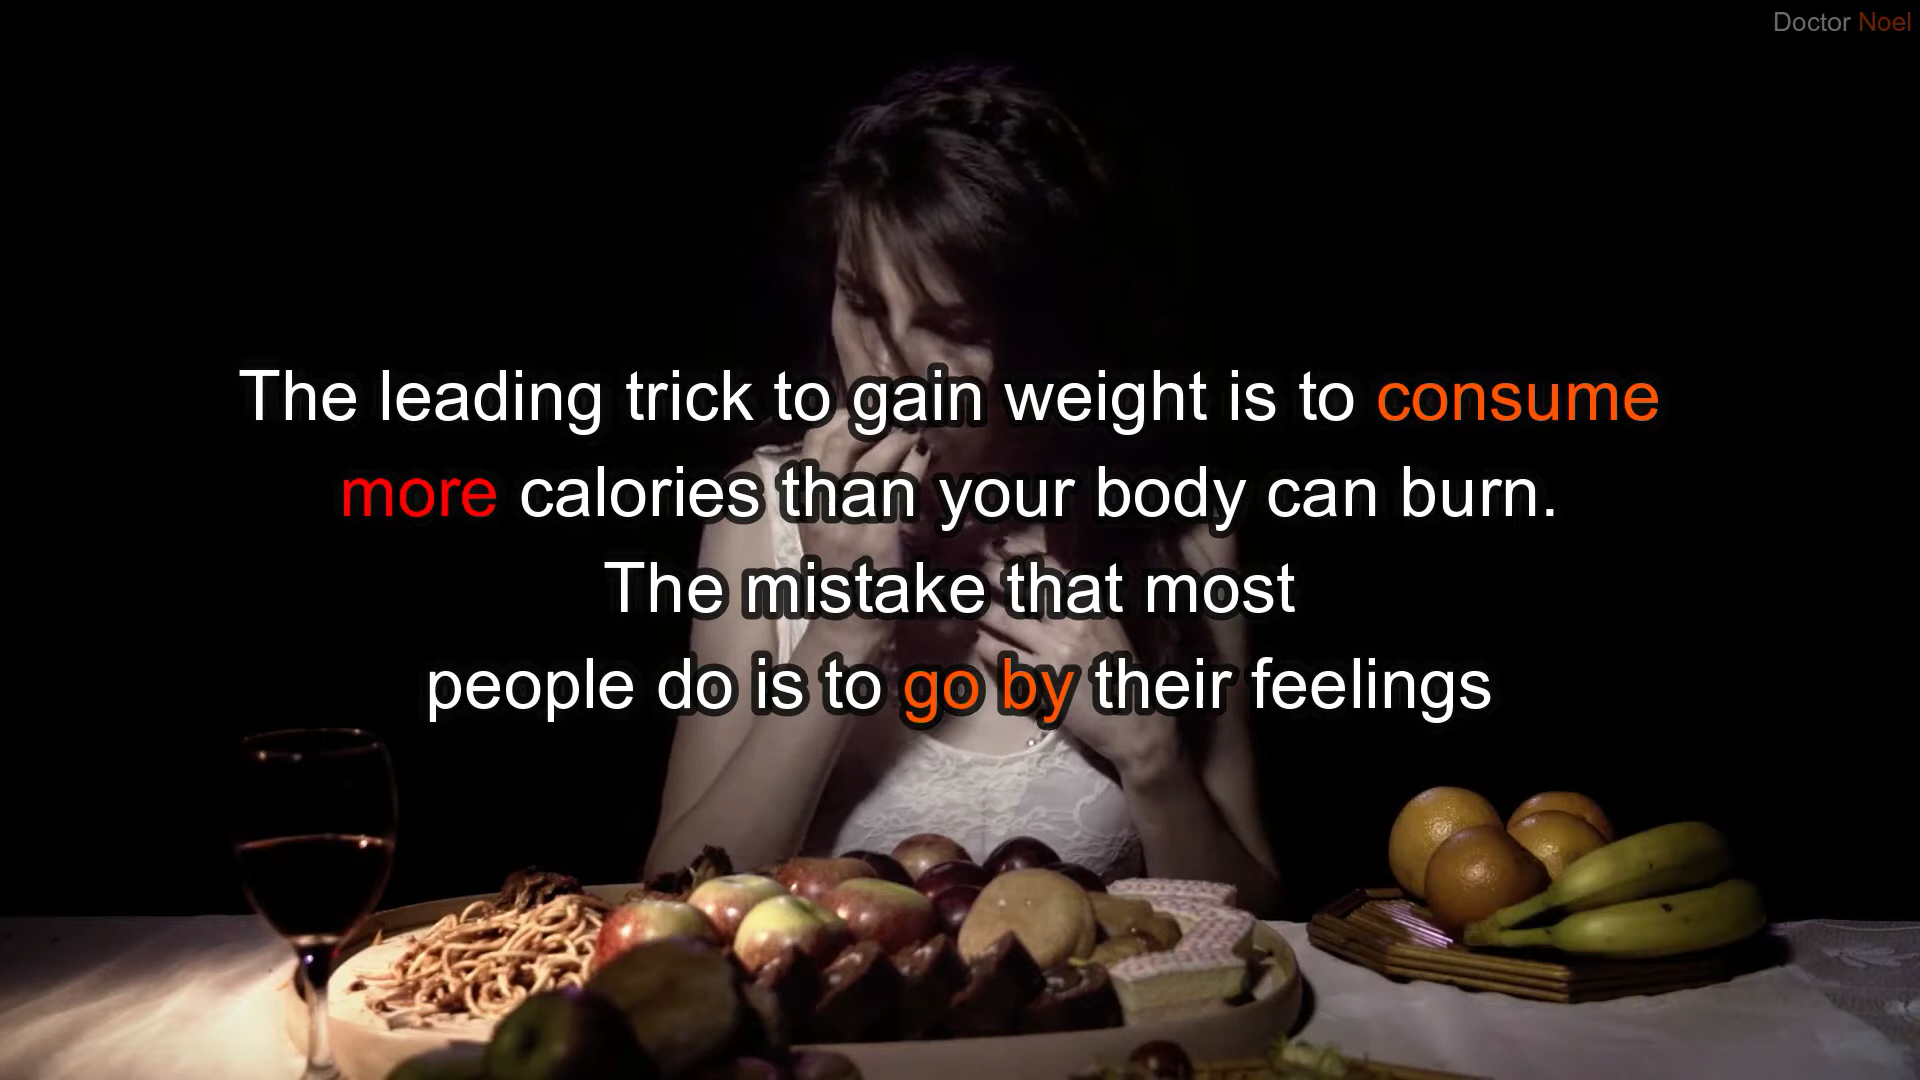 Doctor Noel
The leading trick to gain weight is to consume
more calories than your body can burn.
The mistake that most
people do is to go by their feelings